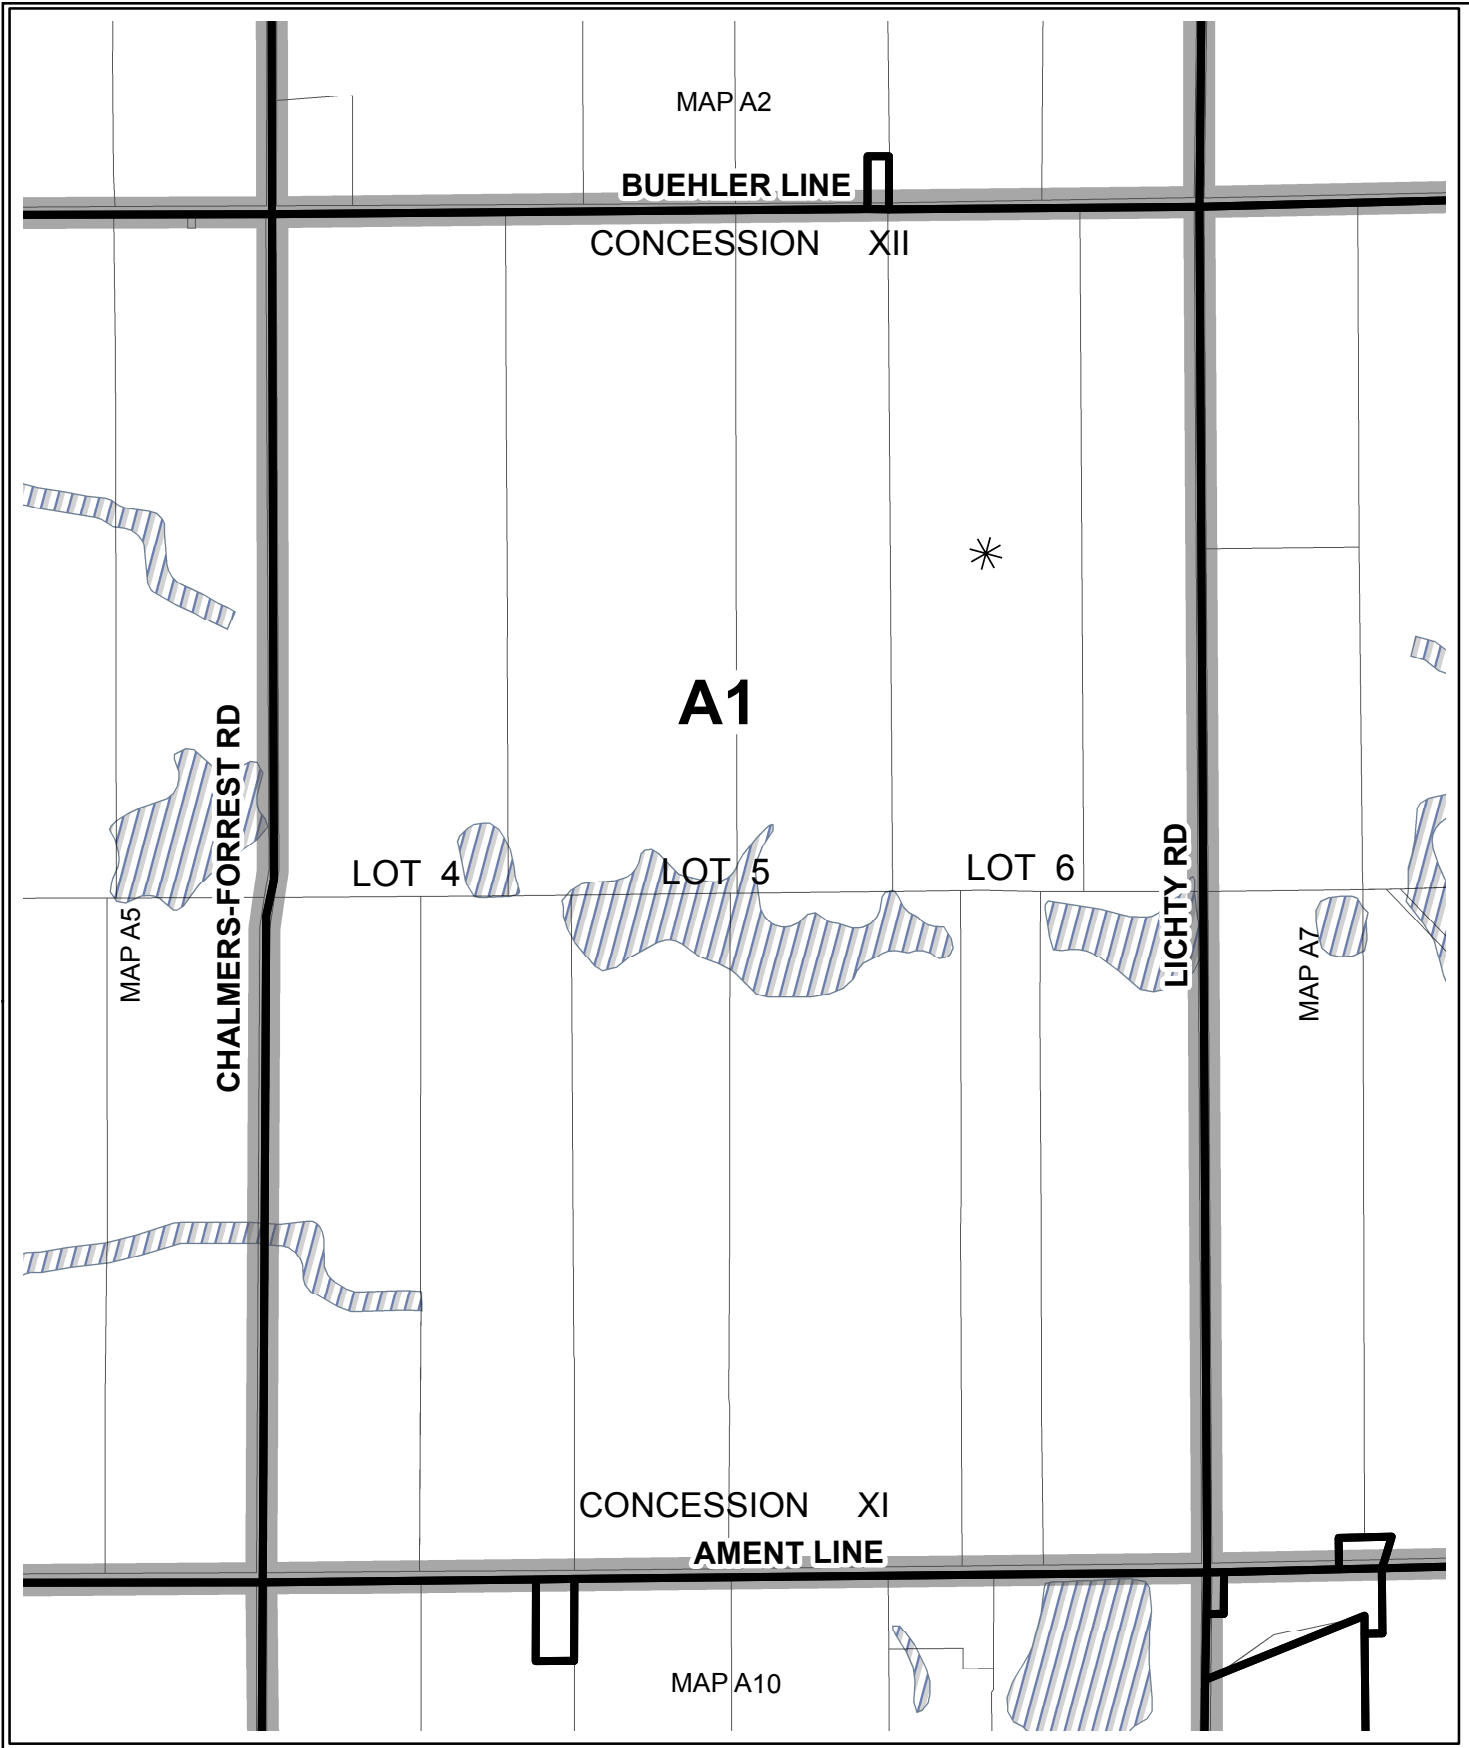 MAP A2
BUEHLER LINE
CONCESSION XII
A1
CHALMERS-FORREST RD
LOT 4
LOT 5
LOT 6
LICHTY RD
MAP A5
MAP A7
CONCESSION XI
AMENT LINE
MAP A10